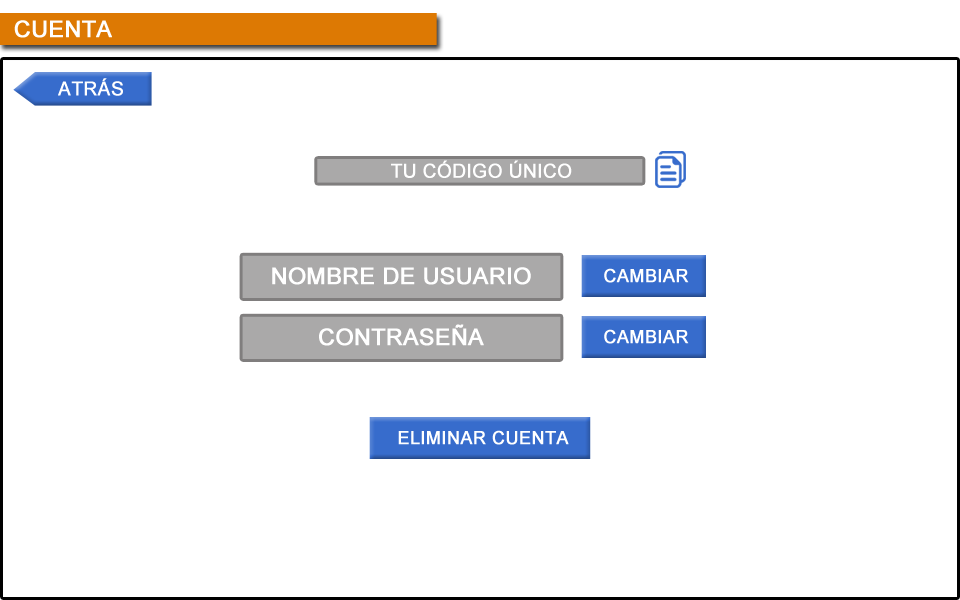 CUENTA
ATRÁS
TU CÓDIGO ÚNICO
NOMBRE DE USUARIO
CAMBIAR
CONTRASEÑA
CAMBIAR
ELIMINAR CUENTA